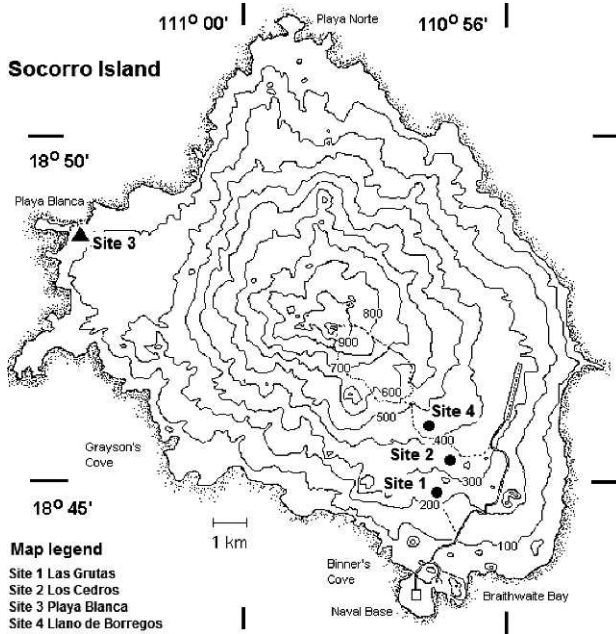 Playa Norte
111° 00'
110° 56'
Socorro Island
18° 50'
Playa Blanca
Site 3
800
900
700
600
500
Site 4
400
Site 2
Grayson's
Cove
300
Site 1
200
18° 45'
1 km
100
Map legend
Site 1 Las Grutas
Site 2 Los Cedros
Site 3 Playa Blanca
Site 4 Llano de Borregos
Binner's
Cove
Naval Base
Braithwaite Bay